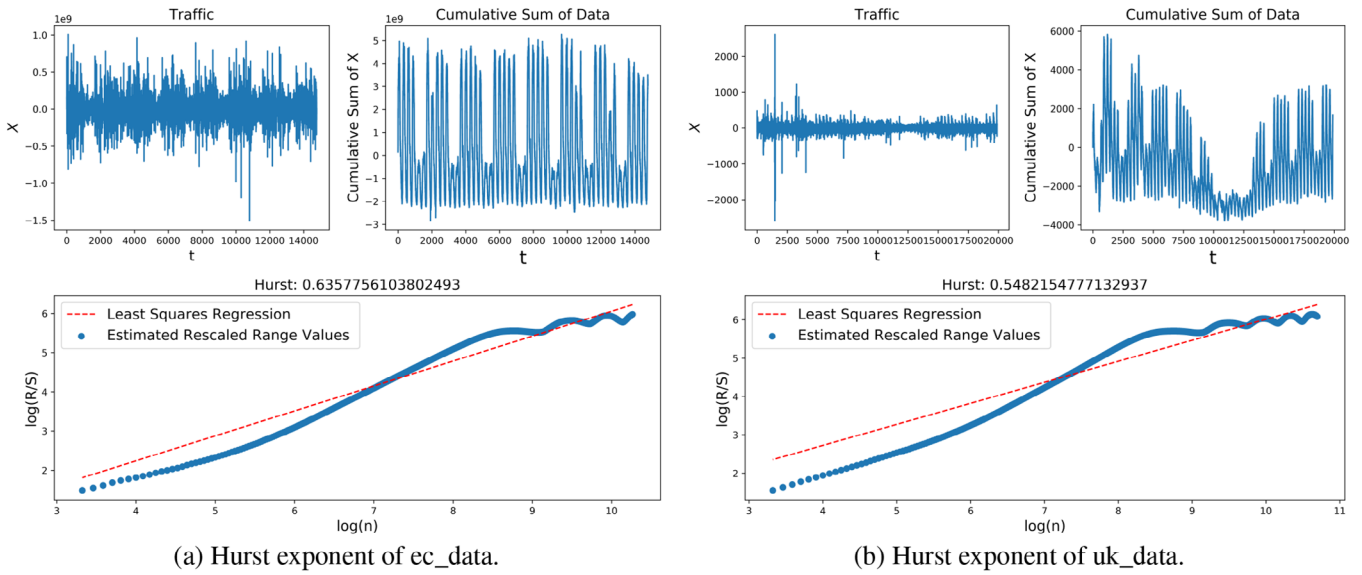 Traffic
1e9
1.0
0.5
0.0
−0.5
−1.0
−1.5
X
0 2000 4000 6000 8000 10000 12000 14000
t
Cumulative Sum of Data
1e9
5
4
3
2
1
0
−1
−2
−3
Cumulative Sum of X
0 2000 4000 6000 8000 10000 12000 14000
t
Hurst: 0.6357756103802493
Least Squares Regression
Estimated Rescaled Range Values
6
5
4
3
2
log(R/S)
3 4 5 6 7 8 9 10
log(n)
(a) Hurst exponent of ec_data.
Traffic
2000
1000
0
−1000
−2000
X
0 2500 5000 7500 10000 12500 15000 17500 20000
t
Cumulative Sum of Data
6000
4000
2000
0
−2000
−4000
Cumulative Sum of X
0 2500 5000 7500 10000 12500 15000 17500 20000
t
Hurst: 0.5482154777132937
Least Squares Regression
Estimated Rescaled Range Values
6
5
4
3
2
log(R/S)
3 4 5 6 7 8 9 10 11
log(n)
(b) Hurst exponent of uk_data.